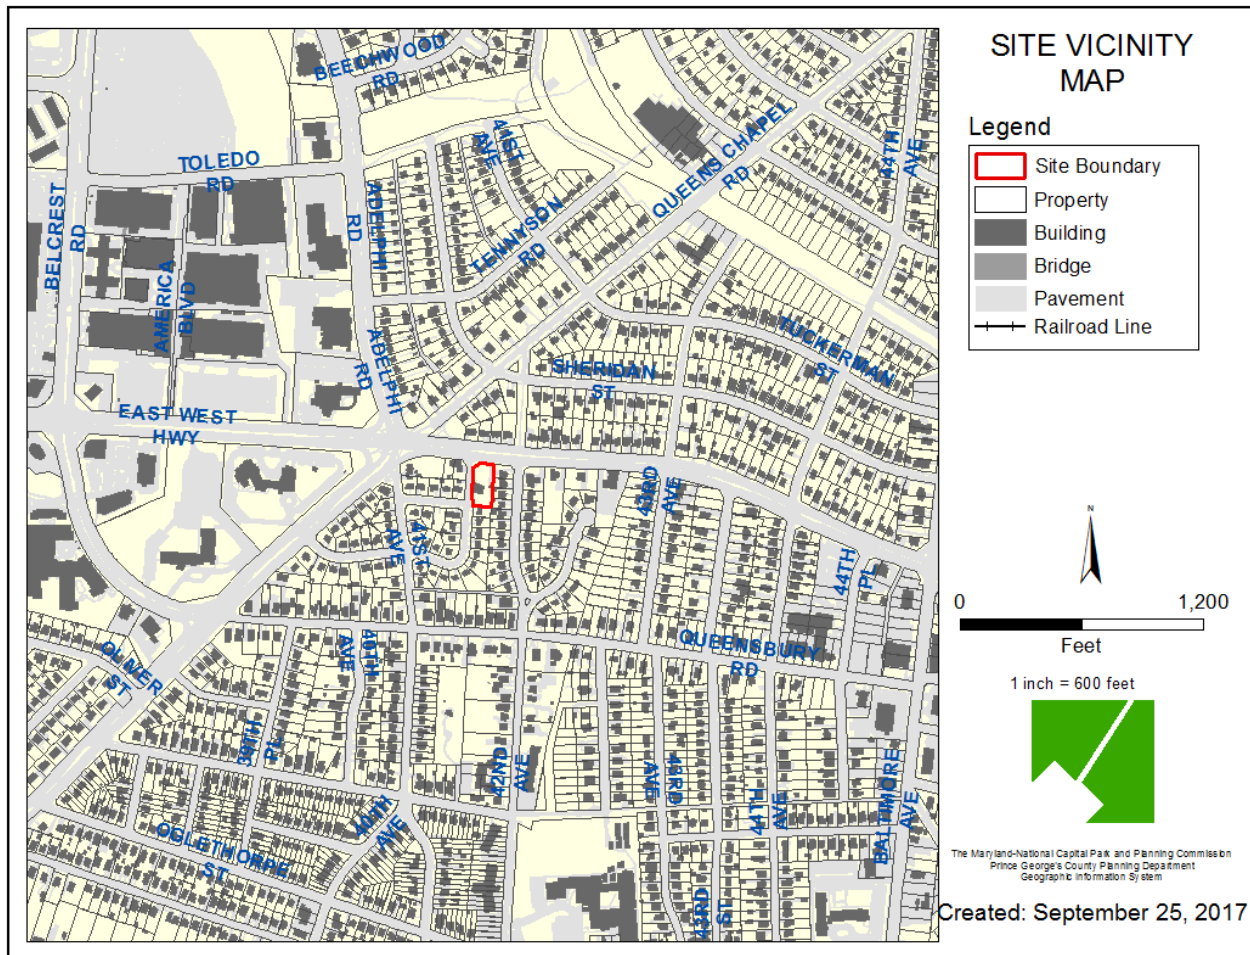 BEECHWOOD
RD
TOLEDO
RD
BELCREST
RD
AMERICA
BLVD
ADELPHI
RD
ADELPHI
RD
41ST
AVE
TENNYSON
RD
QUEENS CHAPEL
RD
44TH
AVE
TUCKERMAN
ST
SHERIDAN
ST
EAST WEST
HWY
43RD
AVE
41ST
AVE
44TH
PL
QUEENSBURY
RD
OLIVER
ST
40TH
AVE
39TH
PL
42ND
AVE
43RD
AVE
44TH
AVE
BALTIMORE
AVE
40TH
AVE
OGLETHORPE
ST
43RD
ST
SITE VICINITY
MAP
Legend
Site Boundary
Property
Building
Bridge
Pavement
Railroad Line
N
0 1,200
Feet
1 inch = 600 feet
The Maryland-National Capital Park and Planning Commission
Prince George's County Planning Department
Geographic Information System
Created: September 25, 2017